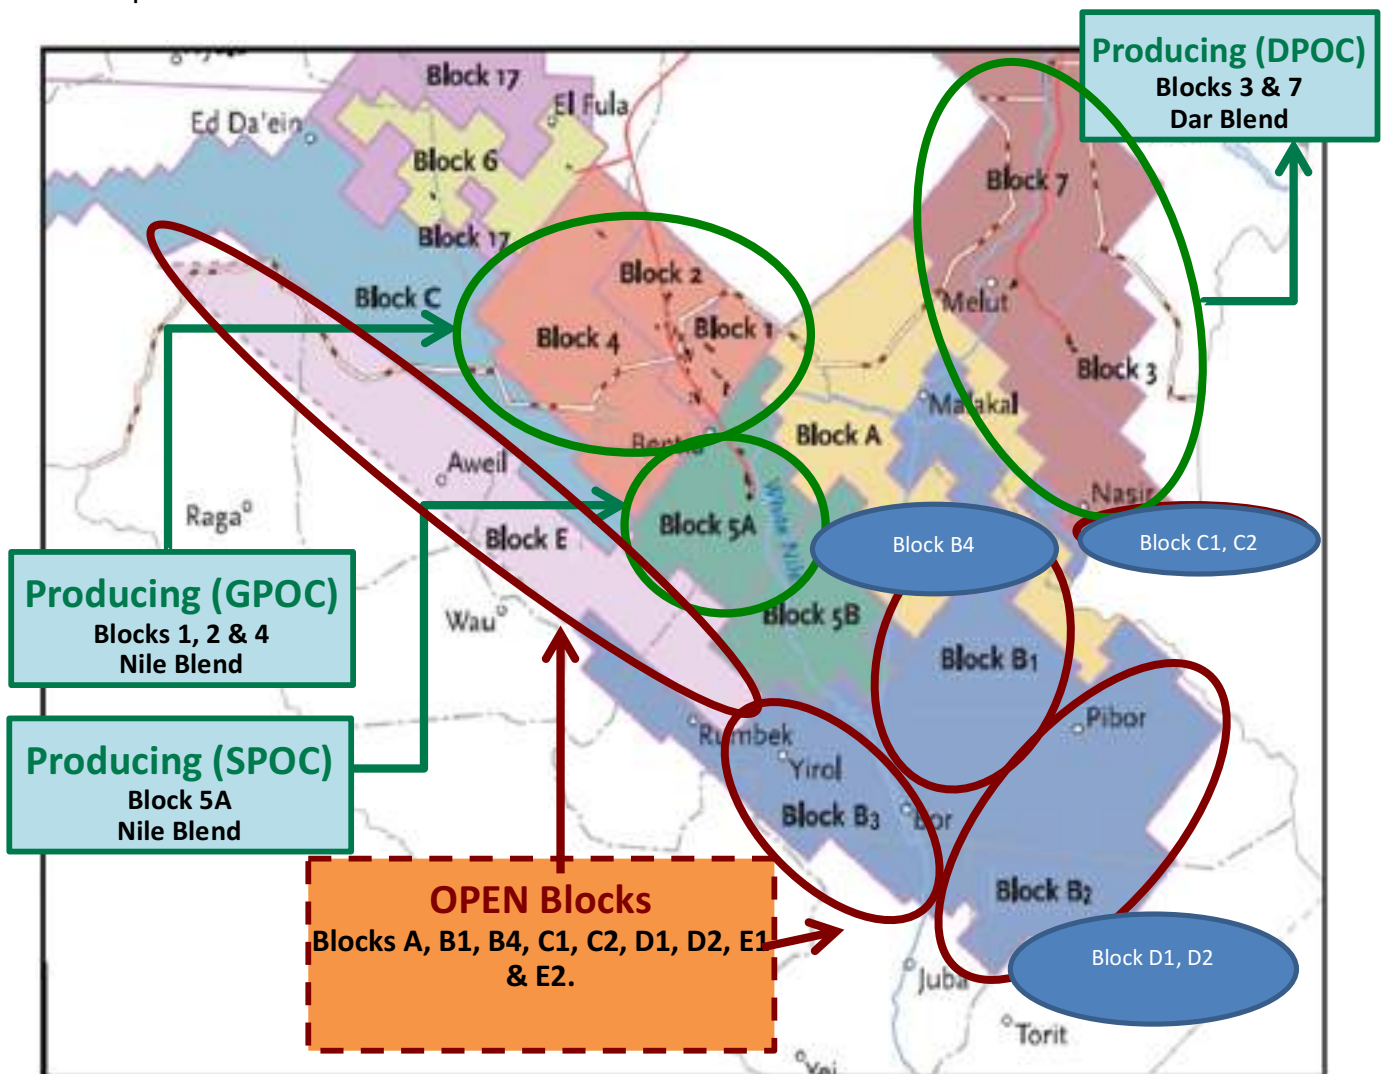 Producing (DPOC)
Blocks 3 & 7
Dar Blend
Block 17
El Fula
Ed Da'ein
Block 6
Block 7
Block 17
Block 2
Block C
Melut
Block 1
Block 4
Block 3
Malakal
Block A
Bentiu
Aweil
Nasir
Raga
Block 5A
White Nile
Block E
Block B4
Block C1, C2
Producing (GPOC)
Blocks 1, 2 & 4
Nile Blend
Wau
Block 5B
Block B1
Pibor
Rumbek
Yirol
Producing (SPOC)
Block 5A
Nile Blend
Block B3
Bor
OPEN Blocks
Blocks A, B1, B4, C1, C2, D1, D2, E1
& E2.
Block B2
Block D1, D2
Juba
Torit
Yei